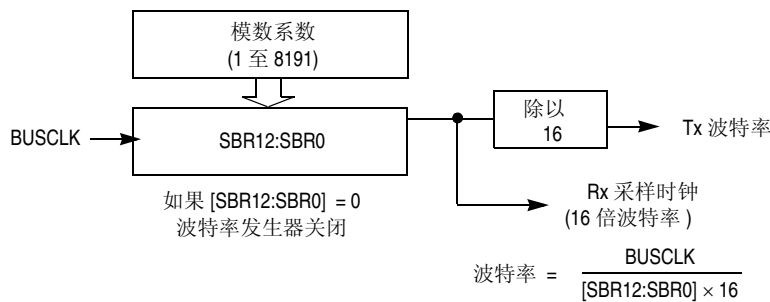 模数系数
(1 至 8191)
BUSCLK
SBR12:SBR0
除以
16
Tx 波特率
如果 [SBR12:SBR0] = 0
波特率发生器关闭
Rx 采样时钟
(16 倍波特率 )
波特率 =
BUSCLK
[SBR12:SBR0] × 16